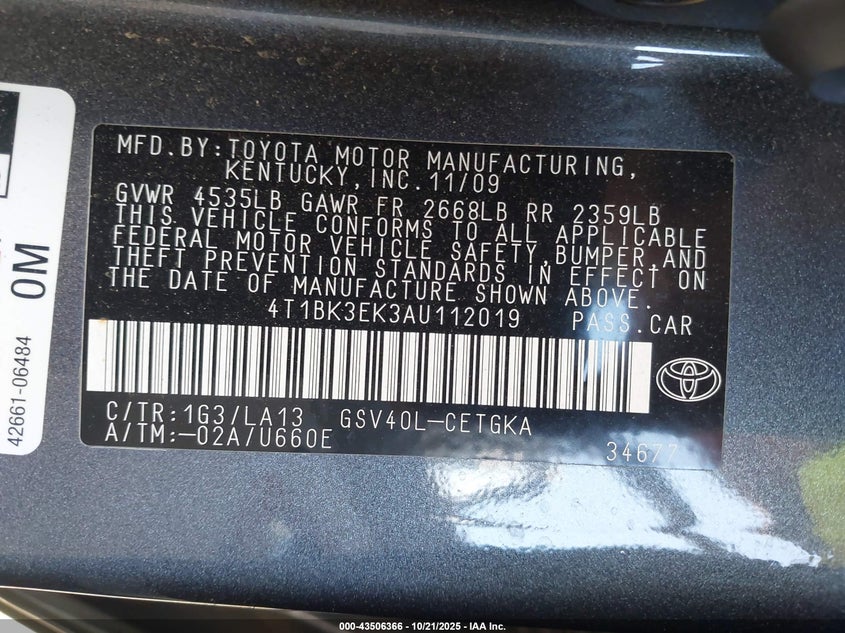 MFD.BY:TOYOTA MOTOR MANUFACTURING,
KENTUCKY,INC.11/09
GVWR 4535LB GAWR FR 2668LB RR 2359LB
THIS VEHICLE CONFORMS TO ALL APPLICABLE
FEDERAL MOTOR VEHICLE SAFETY,BUMPER,AND
THEFT PREVENTION STANDARDS IN EFFECT ON
THE DATE OF MANUFACTURE SHOWN ABOVE.
4T1BK3EK3AU112019 PASS.CAR
C/TR:1G3/LA13 GSV40L-CETGKA
A/TM:-02A/U660E
34677
42661-06484 0M
000-43506366 - 10/21/2025 - IAA Inc.